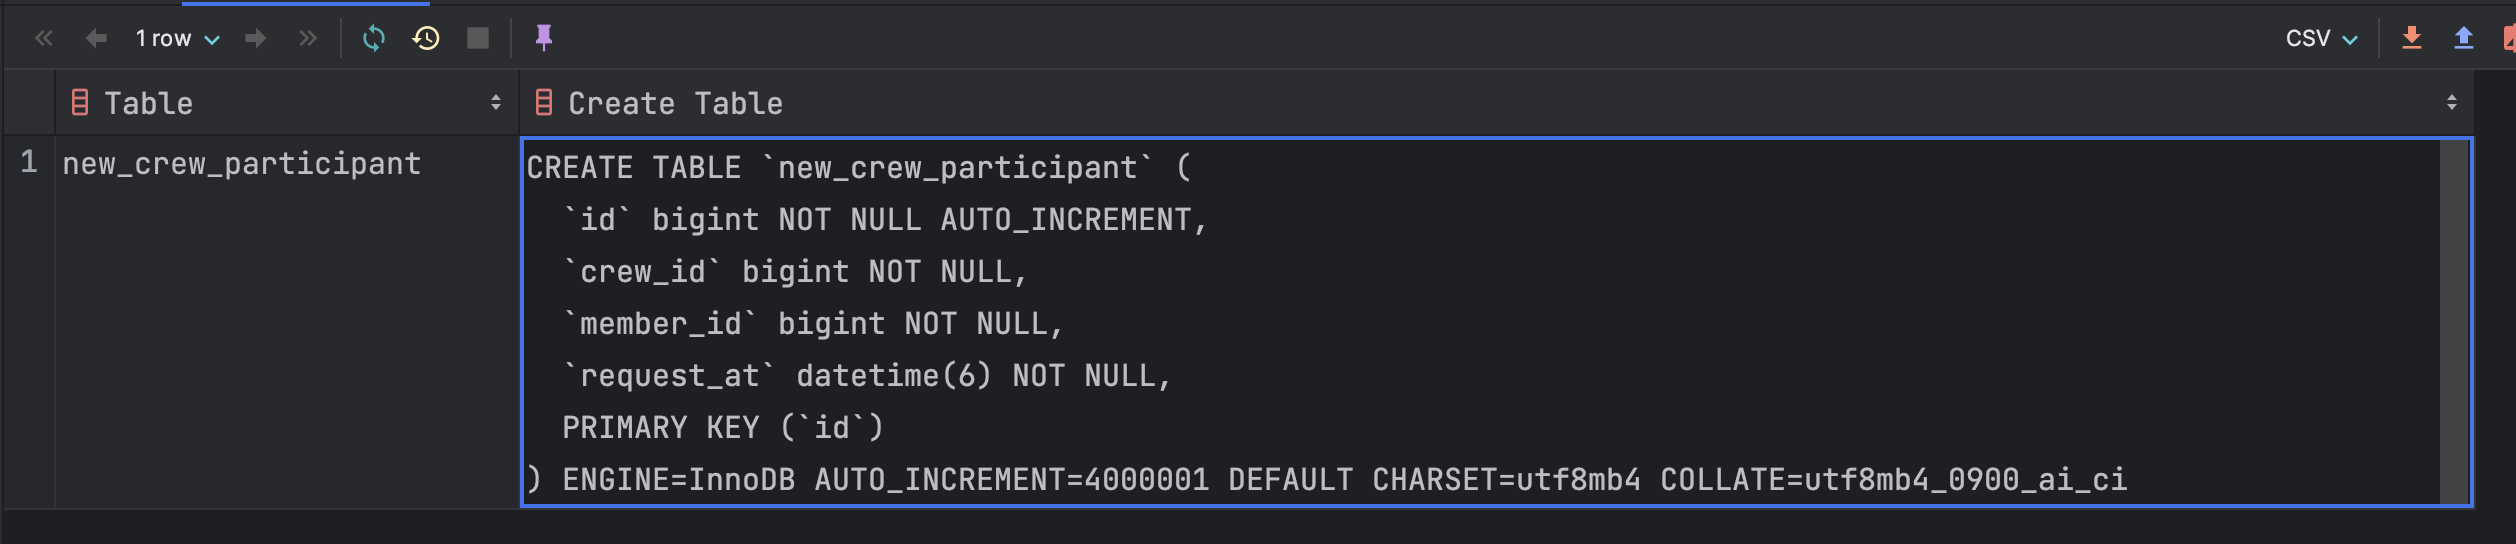 1 row
CSV
Table
Create Table
1
new_crew_participant
CREATE TABLE `new_crew_participant` (
  `id` bigint NOT NULL AUTO_INCREMENT,
  `crew_id` bigint NOT NULL,
  `member_id` bigint NOT NULL,
  `request_at` datetime(6) NOT NULL,
  PRIMARY KEY (`id`)
) ENGINE=InnoDB AUTO_INCREMENT=4000001 DEFAULT CHARSET=utf8mb4 COLLATE=utf8mb4_0900_ai_ci